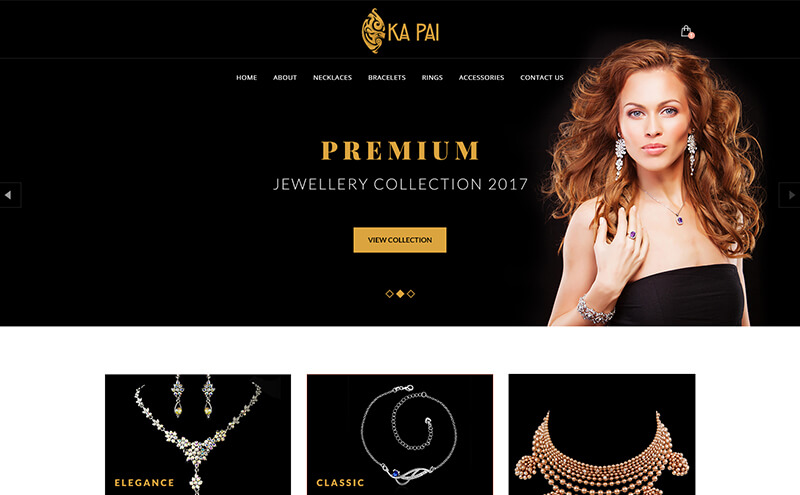 KA PAI
HOME ABOUT NECKLACES BRACELETS RINGS ACCESSORIES CONTACT US
PREMIUM
JEWELLERY COLLECTION 2017
VIEW COLLECTION
ELEGANCE
CLASSIC